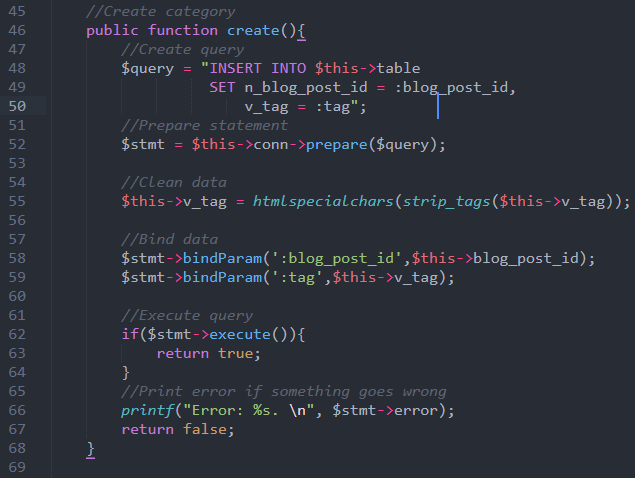 45 //Create category
46 public function create(){
47 //Create query
48 $query = "INSERT INTO $this->table
49 SET n_blog_post_id = :blog_post_id,
50 v_tag = :tag";
51 //Prepare statement
52 $stmt = $this->conn->prepare($query);
53
54 //Clean data
55 $this->v_tag = htmlspecialchars(strip_tags($this->v_tag));
56
57 //Bind data
58 $stmt->bindParam(':blog_post_id',$this->blog_post_id);
59 $stmt->bindParam(':tag',$this->v_tag);
60
61 //Execute query
62 if($stmt->execute()){
63 return true;
64 }
65 //Print error if something goes wrong
66 printf("Error: %s. \n", $stmt->error);
67 return false;
68 }
69